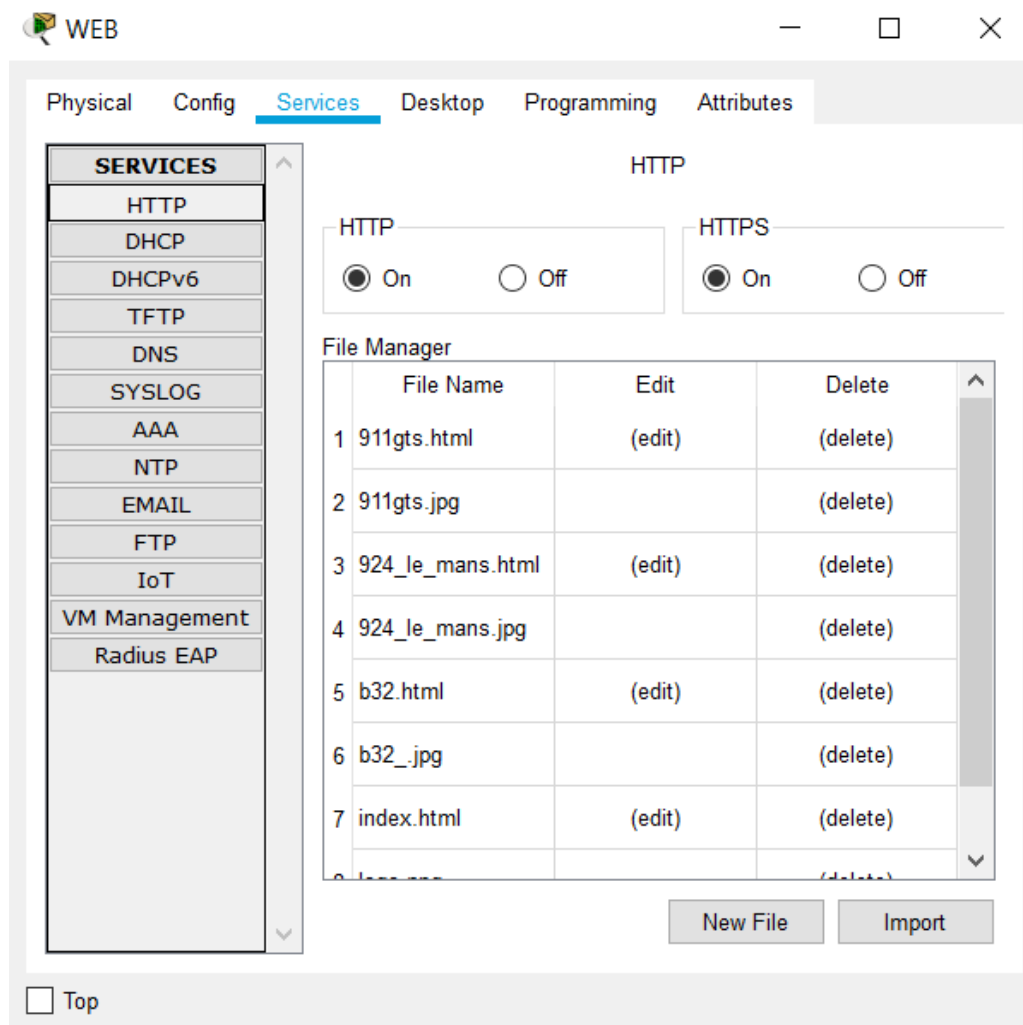 WEB
Physical Config Services Desktop Programming Attributes
SERVICES
HTTP
DHCP
DHCPv6
TFTP
DNS
SYSLOG
AAA
NTP
EMAIL
FTP
IoT
VM Management
Radius EAP
HTTP
HTTP
On Off
HTTPS
On Off
File Manager
File Name Edit Delete
1 911gts.html (edit) (delete)
2 911gts.jpg (delete)
3 924_le_mans.html (edit) (delete)
4 924_le_mans.jpg (delete)
5 b32.html (edit) (delete)
6 b32_.jpg (delete)
7 index.html (edit) (delete)
New File Import
Top